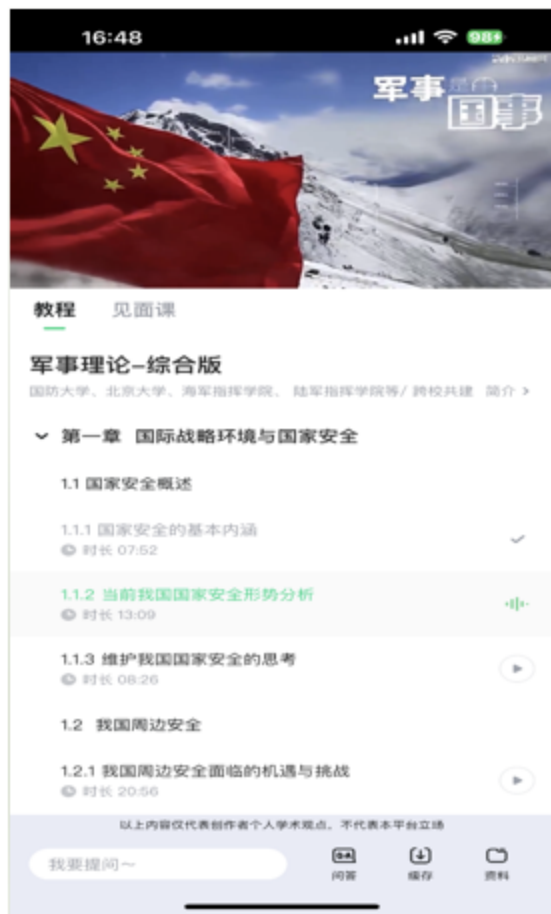 16:48
98
军事是件
国事
教程 见面课
军事理论-综合版
国防大学、北京大学、海军指挥学院、 陆军指挥学院等/ 跨校共建 简介 >
第一章 国际战略环境与国家安全
1.1 国家安全概述
1.1.1 国家安全的基本内涵
时长 07:52
1.1.2 当前我国国家安全形势分析
时长 13:09
1.1.3 维护我国国家安全的思考
时长 08:26
1.2 我国周边安全
1.2.1 我国周边安全面临的机遇与挑战
时长 20:56
以上内容仅代表创作者个人学术观点，不代表本平台立场
我要提问～
问答 缓存 资料